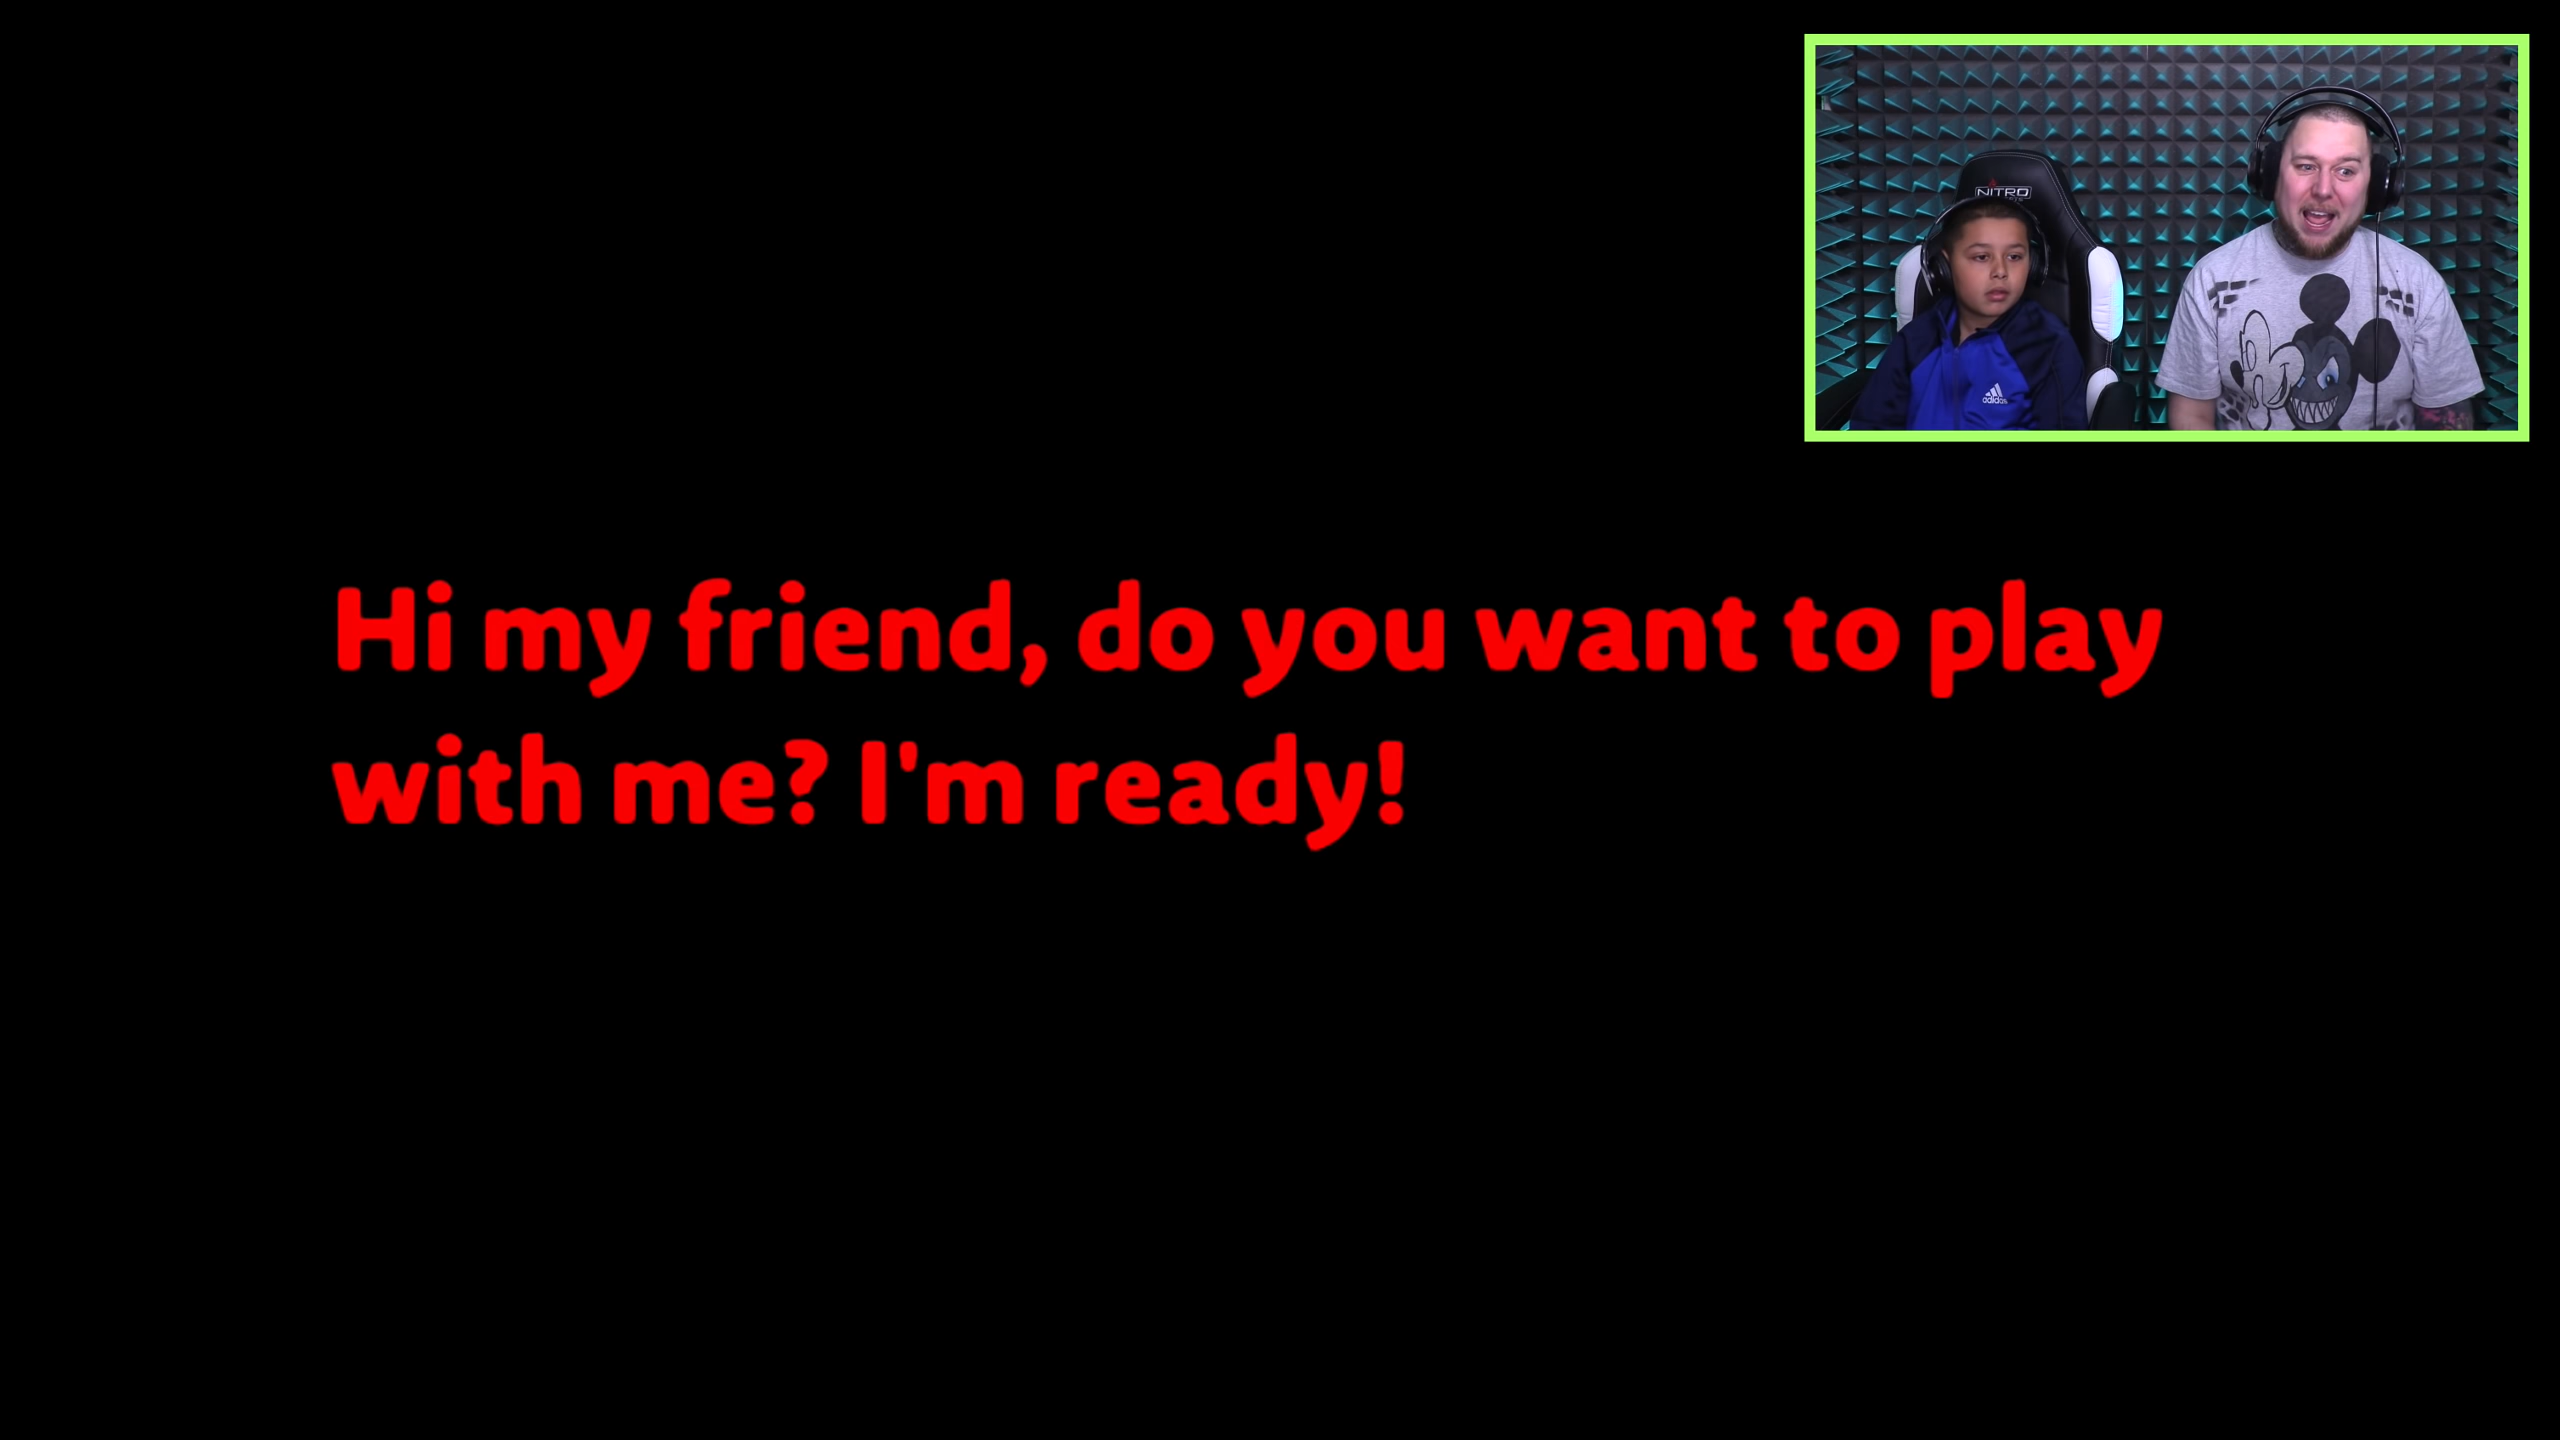 NITRO
adidas
Hi my friend, do you want to play
with me? I'm ready!